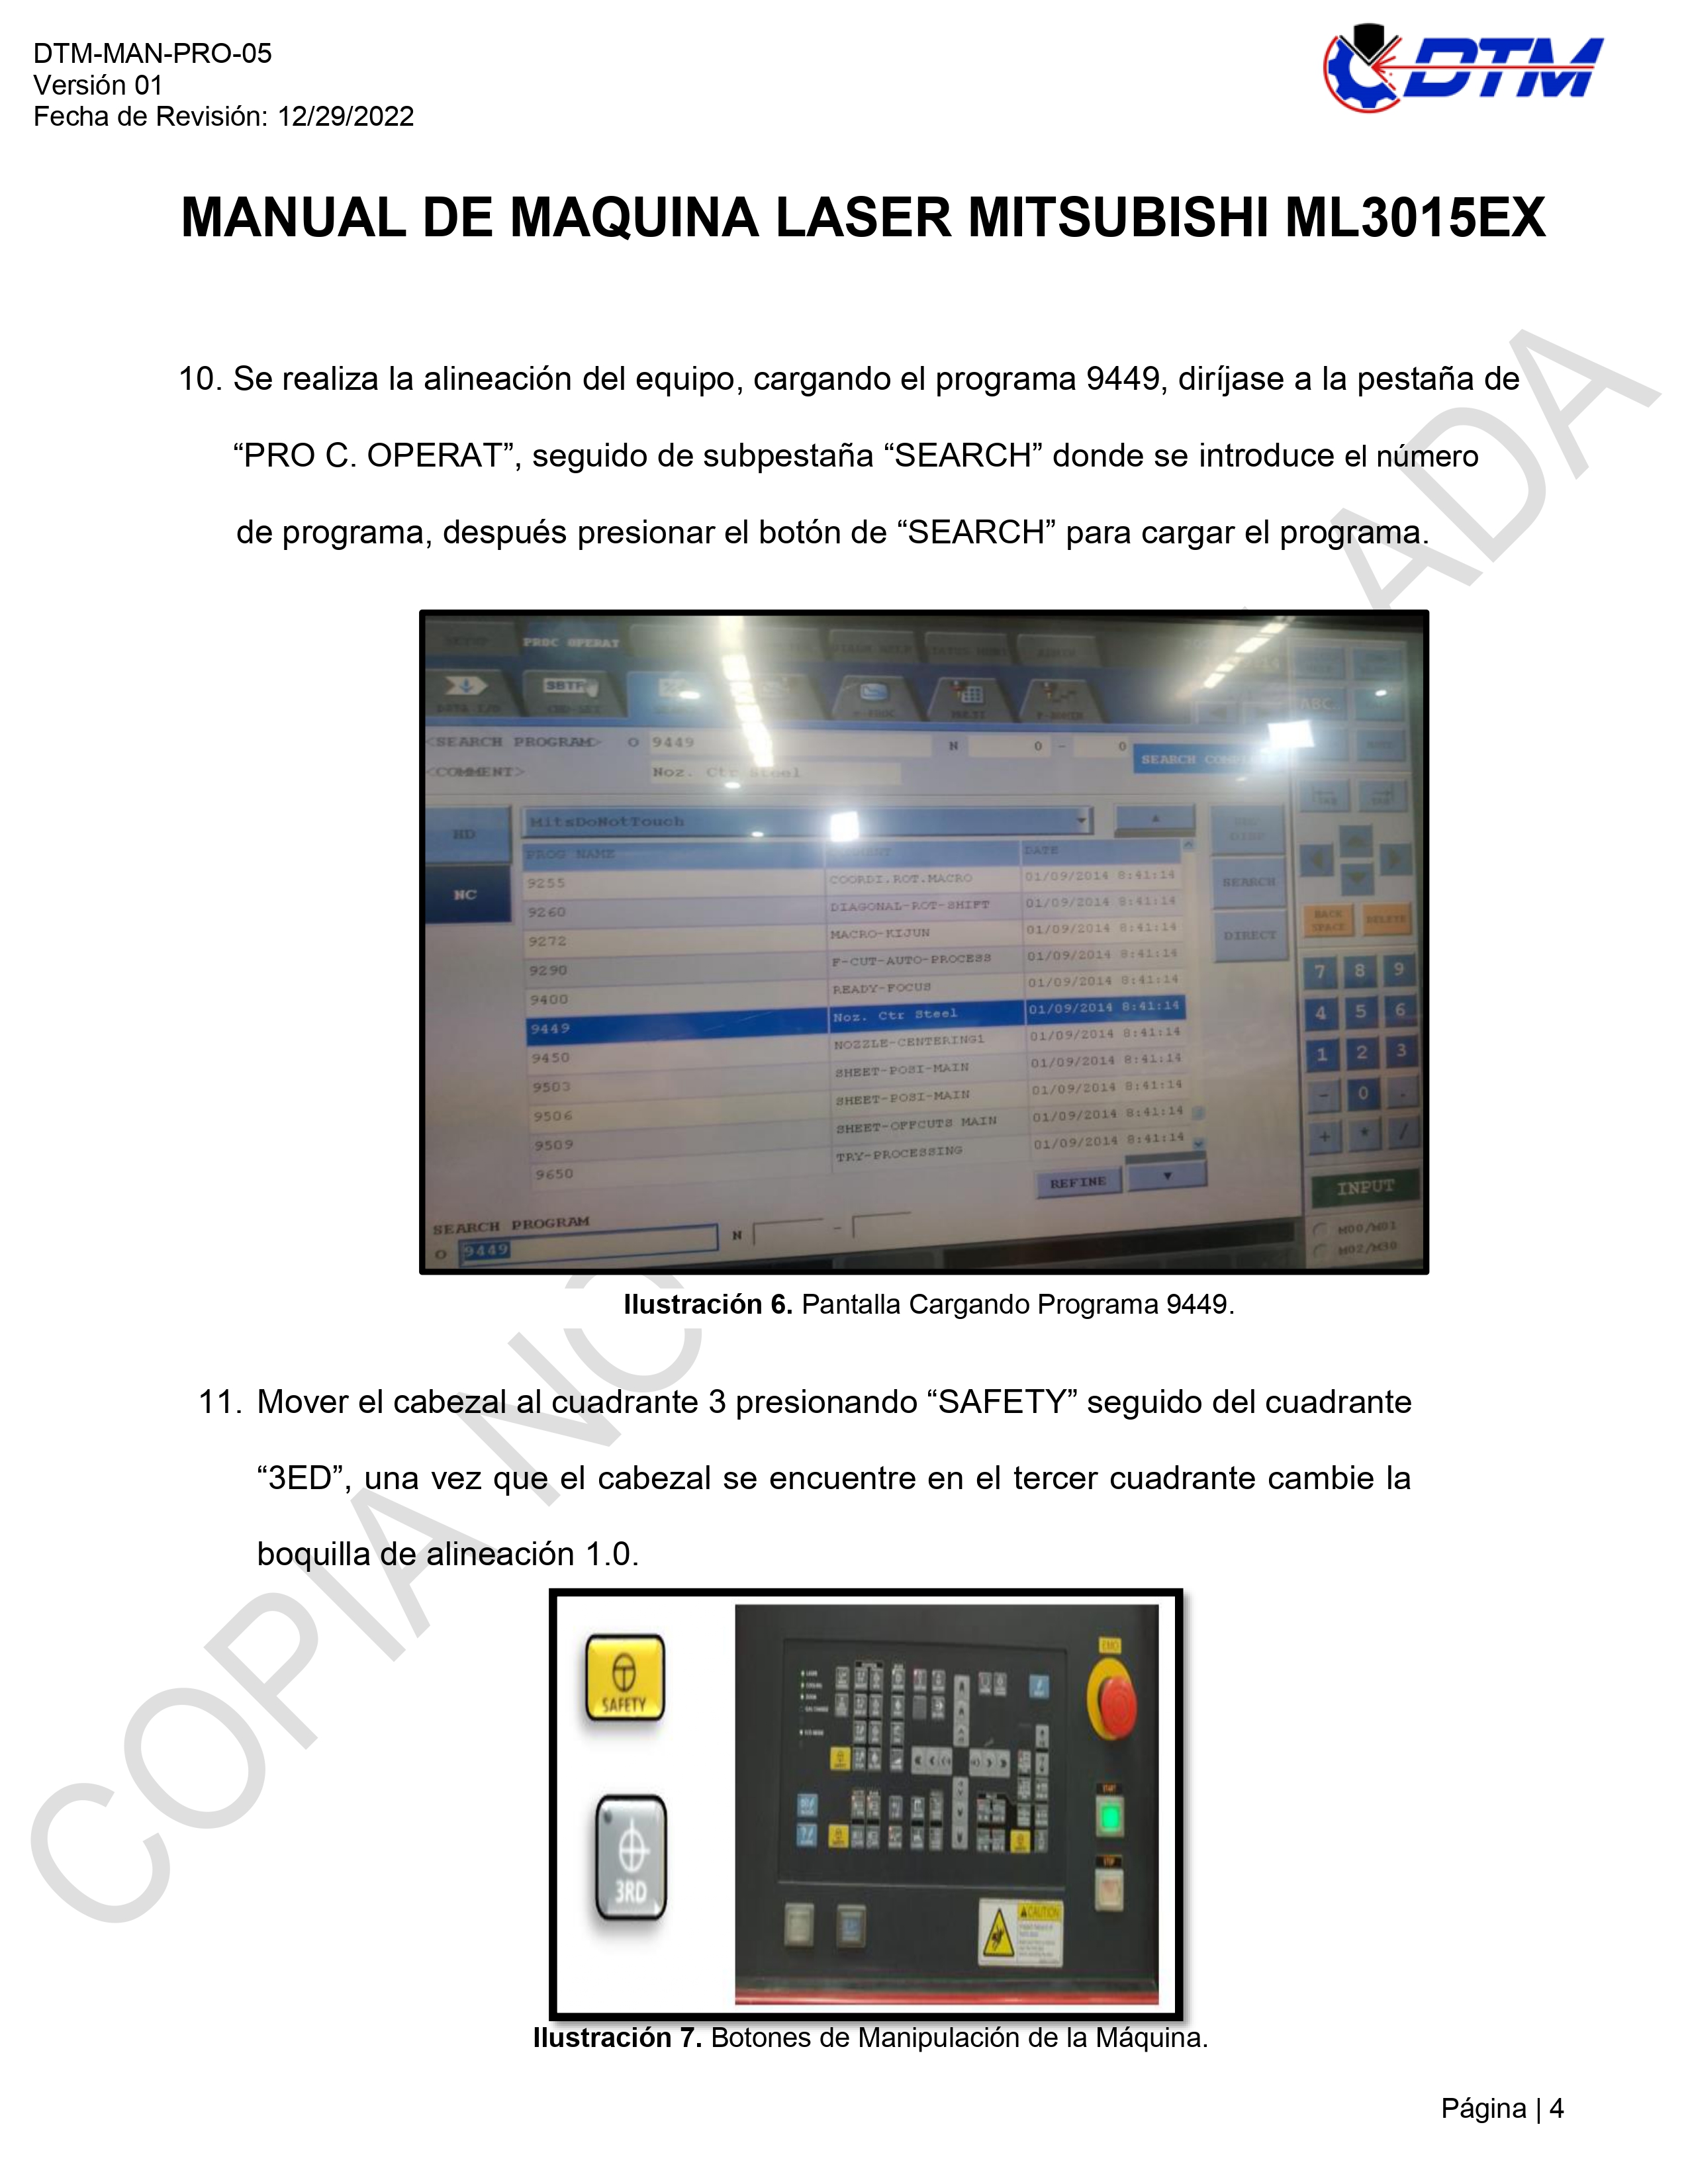 DTM-MAN-PRO-05
Versión 01
Fecha de Revisión: 12/29/2022
DTM
MANUAL DE MAQUINA LASER MITSUBISHI ML3015EX
10. Se realiza la alineación del equipo, cargando el programa 9449, diríjase a la pestaña de
“PRO C. OPERAT”, seguido de subpestaña “SEARCH” donde se introduce el número
de programa, después presionar el botón de “SEARCH” para cargar el programa.
PROC OPERAT
ABC
<SEARCH PROGRAM> O 9449 N 0 - 0
SEARCH
<COMMENT> Noz. Ctr Steel
HD
NC
MitsDoNotTouch
PROG NAME DATE
9255 COORDI.ROT.MACRO 01/09/2014 8:41:14
9260 DIAGONAL-ROT-SHIFT 01/09/2014 8:41:14
9272 MACRO-KIJUN 01/09/2014 8:41:14
9290 F-CUT-AUTO-PROCESS 01/09/2014 8:41:14
9400 READY-FOCUS 01/09/2014 8:41:14
9449 Noz. Ctr Steel 01/09/2014 8:41:14
9450 NOZZLE-CENTERING1 01/09/2014 8:41:14
9503 SHEET-POSI-MAIN 01/09/2014 8:41:14
9506 SHEET-POSI-MAIN 01/09/2014 8:41:14
9509 SHEET-OFFCUTS MAIN 01/09/2014 8:41:14
9650 TRY-PROCESSING 01/09/2014 8:41:14
SEARCH
DIRECT
REFINE
BACK SPACE DELETE
7 8 9
4 5 6
1 2 3
- 0 .
+ * /
INPUT
M00/M01
M02/M30
SEARCH PROGRAM
O 9449 N -
Ilustración 6. Pantalla Cargando Programa 9449.
11. Mover el cabezal al cuadrante 3 presionando “SAFETY” seguido del cuadrante
“3ED”, una vez que el cabezal se encuentre en el tercer cuadrante cambie la
boquilla de alineación 1.0.
SAFETY
3RD
EMO
START
STOP
CAUTION
Ilustración 7. Botones de Manipulación de la Máquina.
Página | 4
COPIA NO
ADA